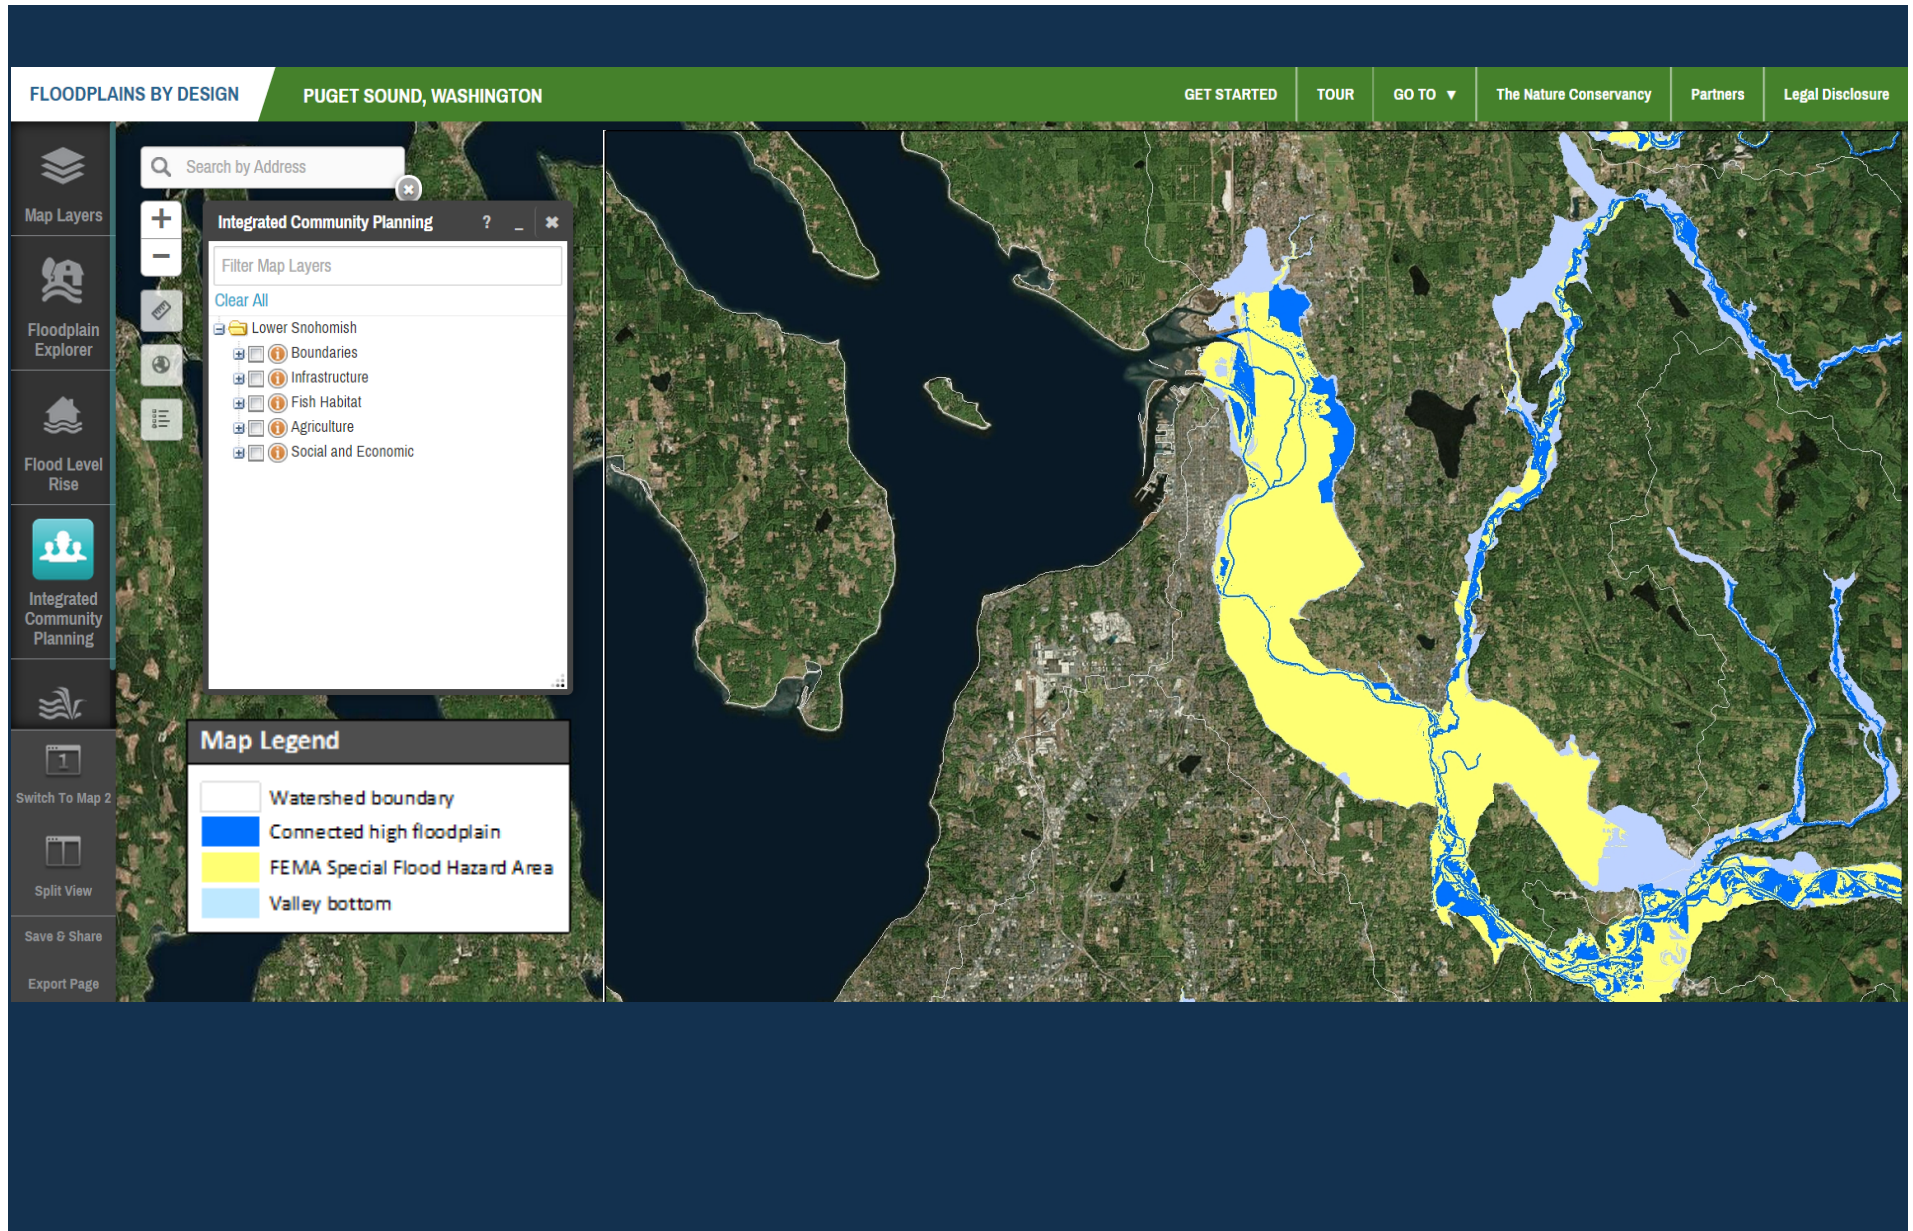 FLOODPLAINS BY DESIGN
PUGET SOUND, WASHINGTON
GET STARTED
TOUR
GO TO ▼
The Nature Conservancy
Partners
Legal Disclosure
Map Layers
Floodplain
Explorer
Flood Level
Rise
Integrated
Community
Planning
1
Switch To Map 2
Split View
Save & Share
Export Page
Search by Address
Integrated Community Planning
?
Filter Map Layers
Clear All
Lower Snohomish
Boundaries
Infrastructure
Fish Habitat
Agriculture
Social and Economic
Map Legend
Watershed boundary
Connected high floodplain
FEMA Special Flood Hazard Area
Valley bottom